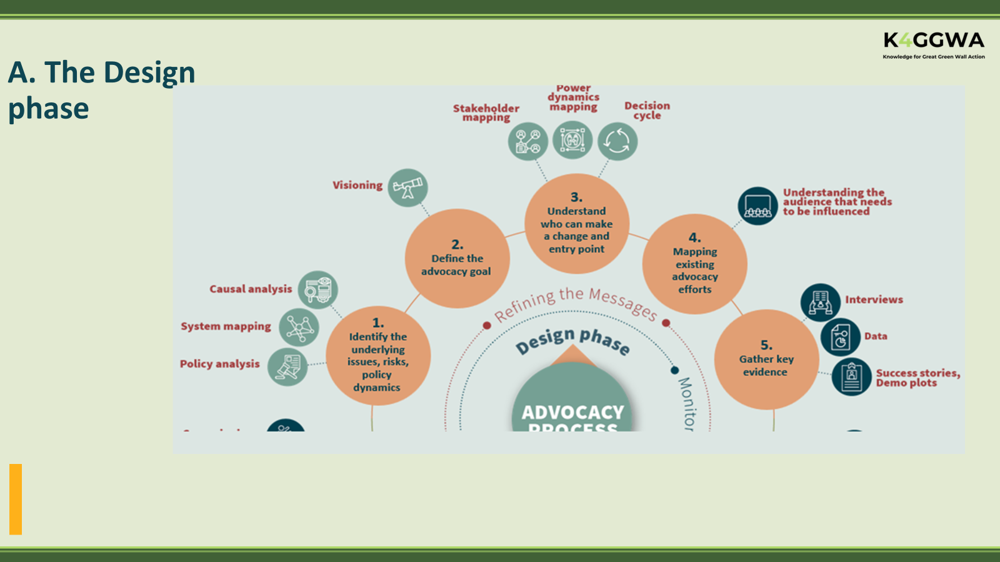 K4GGWA
Knowledge for Great Green Wall Action
A. The Design
phase
Power
dynamics
mapping
Stakeholder
mapping
Decision
cycle
Visioning
3.
Understand
who can make
a change and
entry point
Understanding the
audience that needs
to be influenced
2.
Define the
advocacy goal
4.
Mapping
existing
advocacy
efforts
Causal analysis
System mapping
Policy analysis
1.
Identify the
underlying
issues, risks,
policy
dynamics
Refining the Messages
Design phase
Interviews
Data
Success stories,
Demo plots
5.
Gather key
evidence
Monitor
ADVOCACY
PROCESS